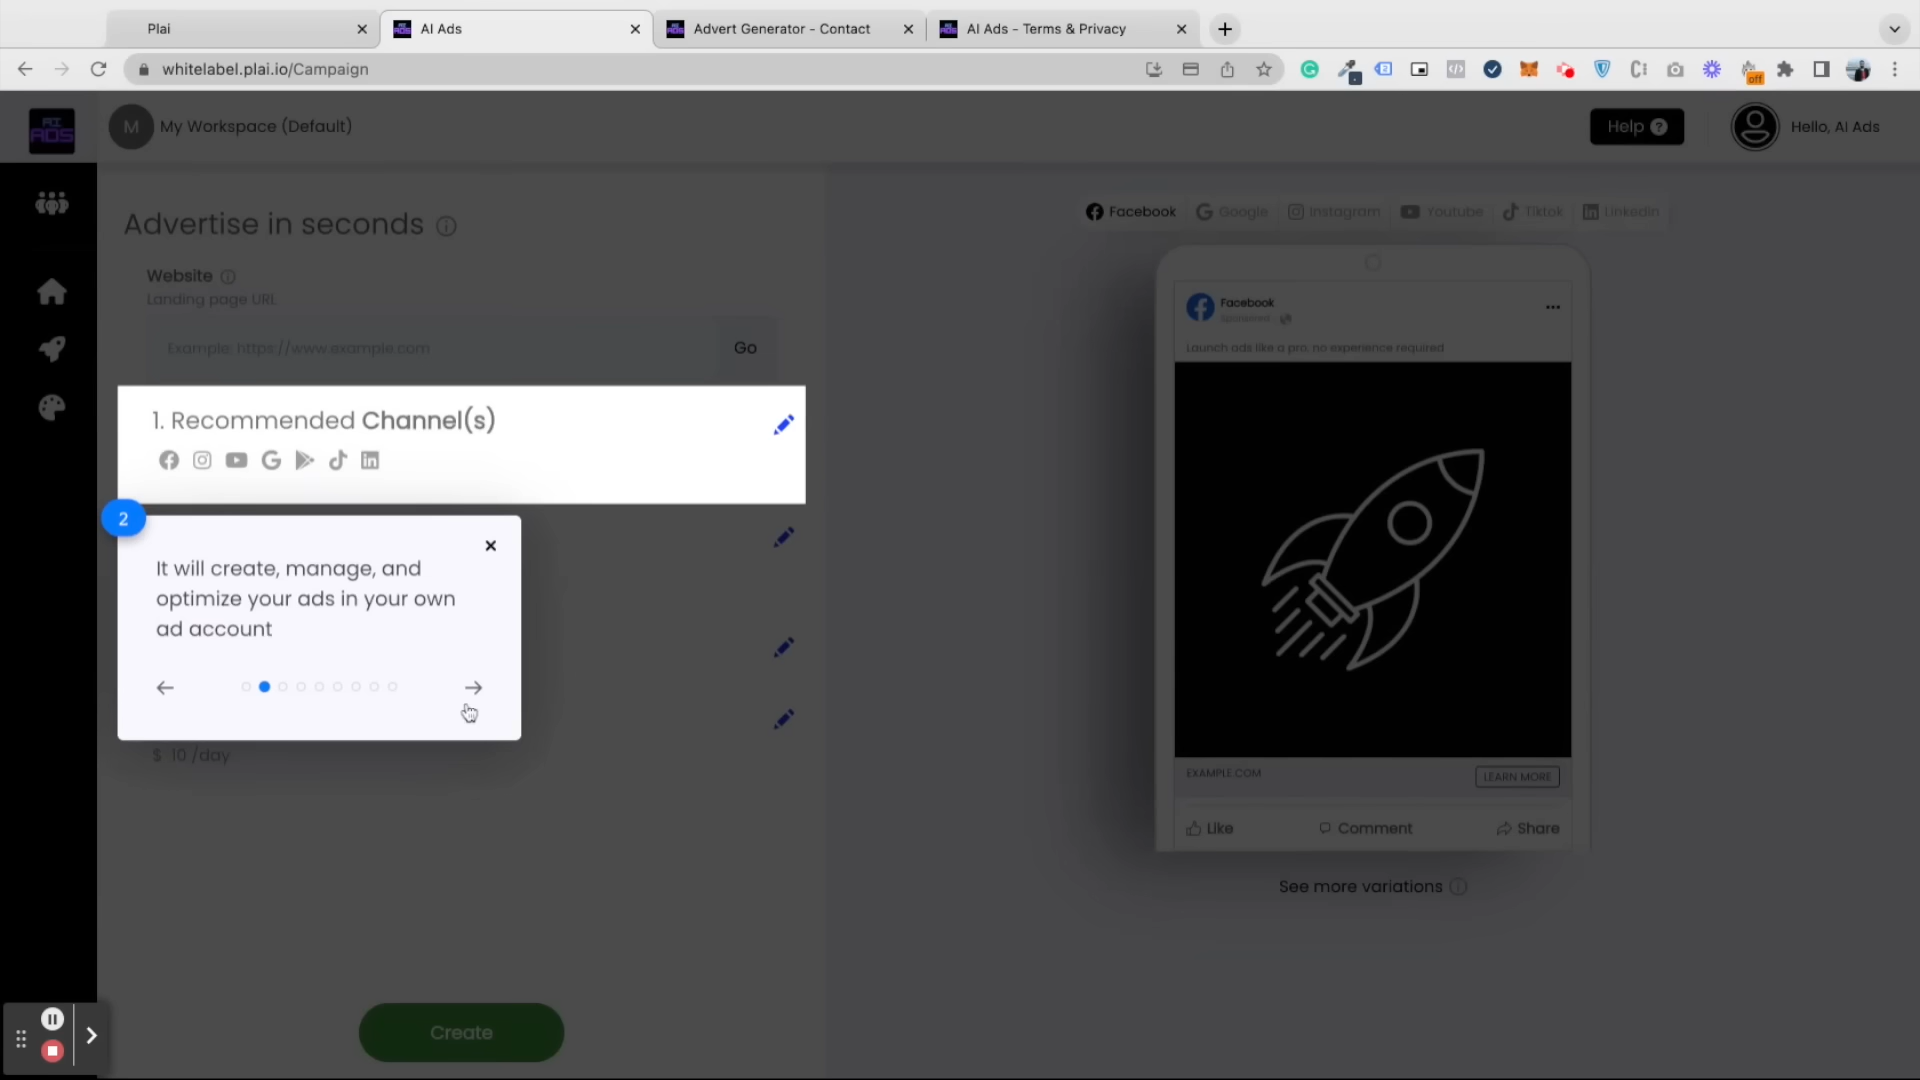 Plai
AI Ads
Advert Generator - Contact
AI Ads - Terms & Privacy
whitelabel.plai.io/Campaign
off
AI
ADS
M
My Workspace (Default)
Help ?
Hello, AI Ads
Advertise in seconds
Website
Landing page URL
Example: https://www.example.com
Go
1. Recommended Channel(s)
2
It will create, manage, and
optimize your ads in your own
ad account
$ 10 /day
Create
Facebook
Google
Instagram
Youtube
Tiktok
Linkedin
Facebook
Sponsored
Launch ads like a pro, no experience required
EXAMPLE.COM
LEARN MORE
Like
Comment
Share
See more variations